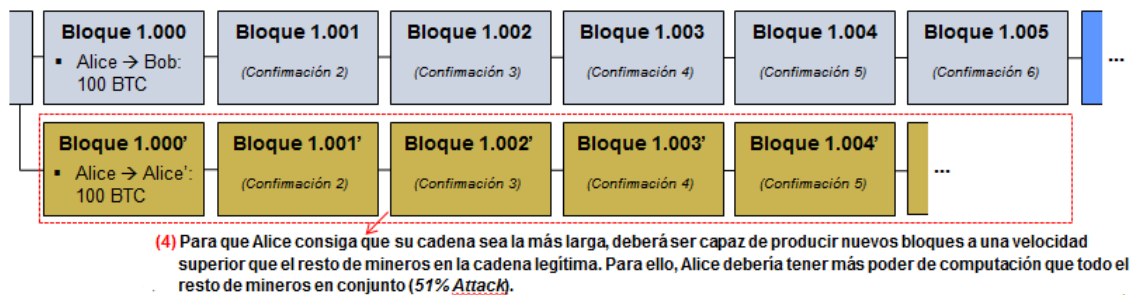 Bloque 1.000
▪ Alice → Bob:
100 BTC
Bloque 1.001
(Confirmación 2)
Bloque 1.002
(Confirmación 3)
Bloque 1.003
(Confirmación 4)
Bloque 1.004
(Confirmación 5)
Bloque 1.005
(Confirmación 6)
...
Bloque 1.000'
▪ Alice → Alice':
100 BTC
Bloque 1.001'
(Confirmación 2)
Bloque 1.002'
(Confirmación 3)
Bloque 1.003'
(Confirmación 4)
Bloque 1.004'
(Confirmación 5)
...
(4) Para que Alice consiga que su cadena sea la más larga, deberá ser capaz de producir nuevos bloques a una velocidad
superior que el resto de mineros en la cadena legítima. Para ello, Alice debería tener más poder de computación que todo el
resto de mineros en conjunto (51% Attack).